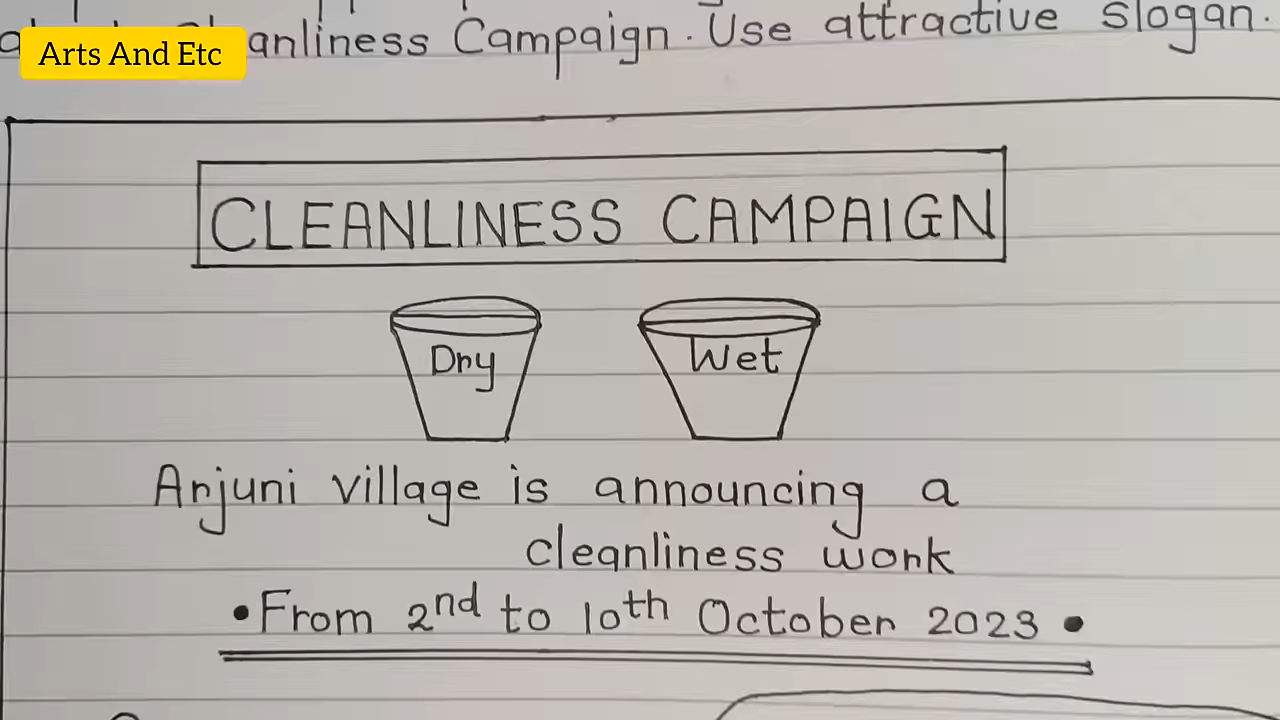 anliness Campaign. Use attractive slogan.
Arts And Etc
CLEANLINESS CAMPAIGN
Dry
Wet
Arjuni village is announcing a
cleanliness work
• From 2nd to 10th October 2023 •